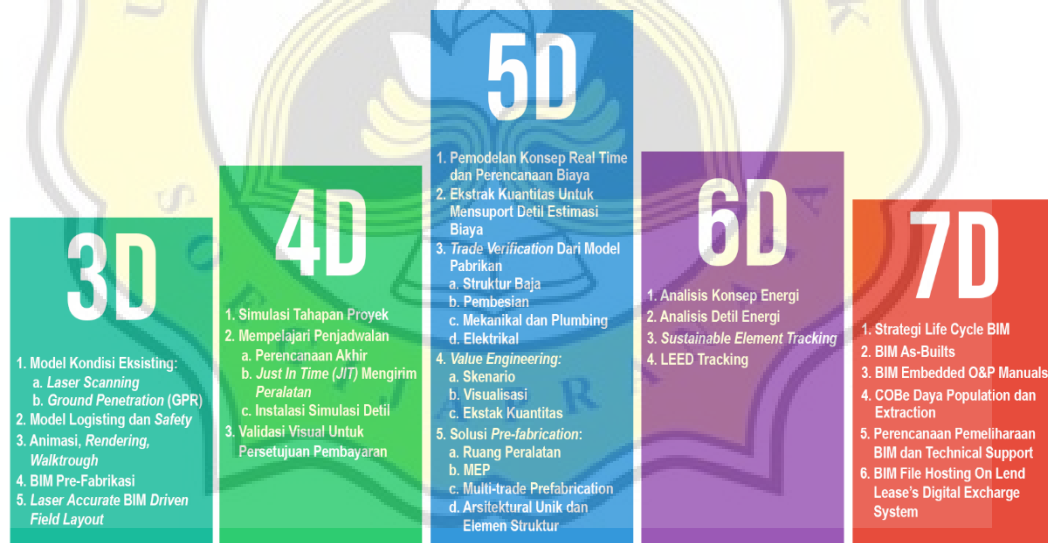 3D
1. Model Kondisi Eksisting:
a. Laser Scanning
b. Ground Penetration (GPR)
2. Model Logisting dan Safety
3. Animasi, Rendering,
Walktrough
4. BIM Pre-Fabrikasi
5. Laser Accurate BIM Driven
Field Layout
4D
1. Simulasi Tahapan Proyek
2. Mempelajari Penjadwalan
a. Perencanaan Akhir
b. Just In Time (JIT) Mengirim
Peralatan
c. Instalasi Simulasi Detil
3. Validasi Visual Untuk
Persetujuan Pembayaran
5D
1. Pemodelan Konsep Real Time
dan Perencanaan Biaya
2. Ekstrak Kuantitas Untuk
Mensuport Detil Estimasi
Biaya
3. Trade Verification Dari Model
Pabrikan
a. Struktur Baja
b. Pembesian
c. Mekanikal dan Plumbing
d. Elektrikal
4. Value Engineering:
a. Skenario
b. Visualisasi
c. Ekstak Kuantitas
5. Solusi Pre-fabrication:
a. Ruang Peralatan
b. MEP
c. Multi-trade Prefabrication
d. Arsitektural Unik dan
Elemen Struktur
6D
1. Analisis Konsep Energi
2. Analisis Detil Energi
3. Sustainable Element Tracking
4. LEED Tracking
7D
1. Strategi Life Cycle BIM
2. BIM As-Builts
3. BIM Embedded O&P Manuals
4. COBe Daya Population dan
Extraction
5. Perencanaan Pemeliharaan
BIM dan Technical Support
6. BIM File Hosting On Lend
Lease's Digital Excharge
System